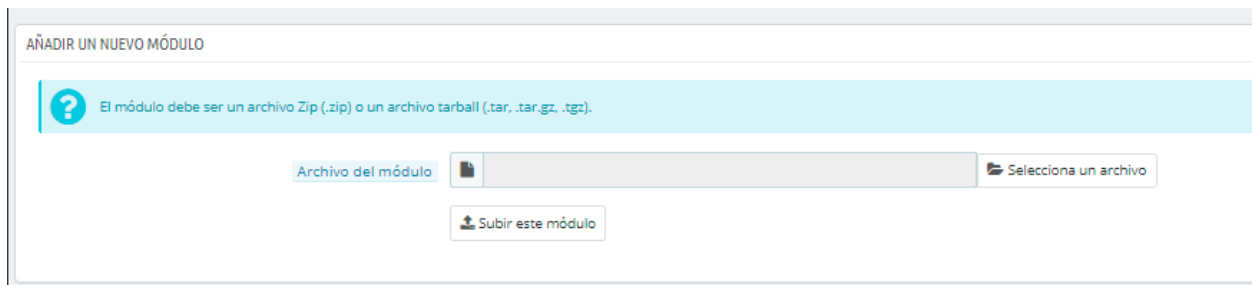 AÑADIR UN NUEVO MÓDULO
El módulo debe ser un archivo Zip (.zip) o un archivo tarball (.tar, .tar.gz, .tgz).
Archivo del módulo
Selecciona un archivo
Subir este módulo